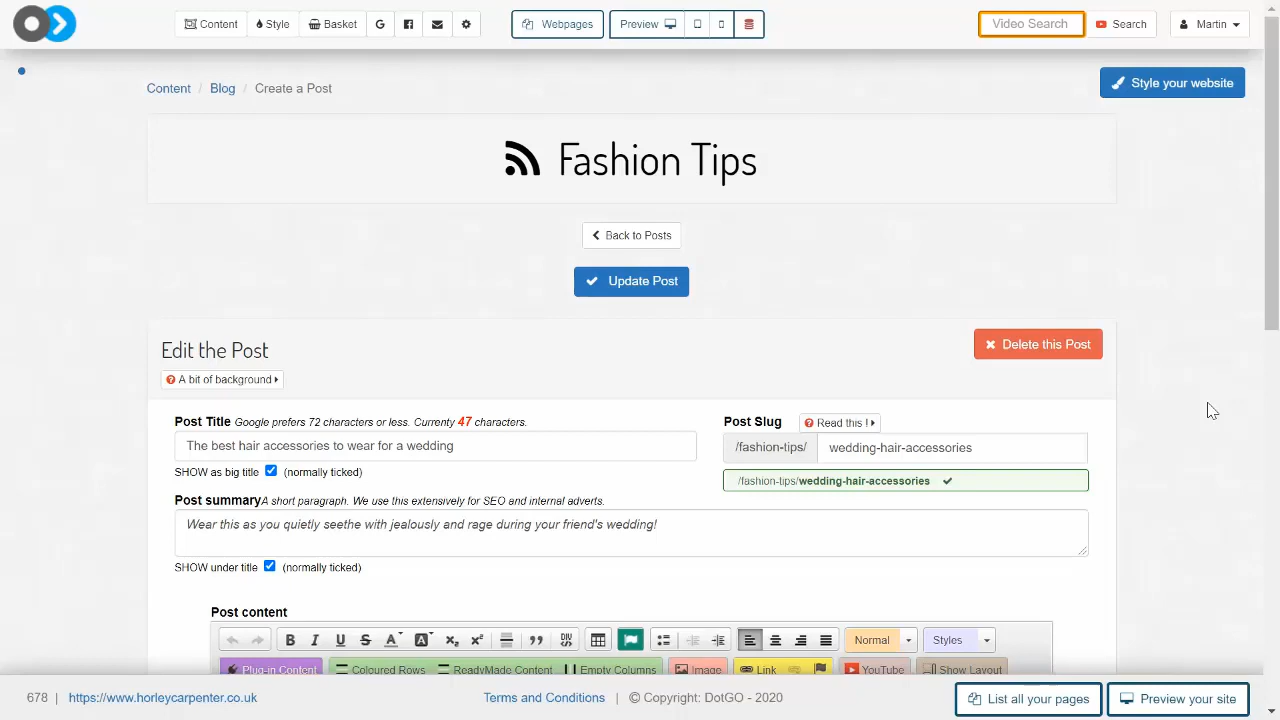 Content Style Basket Webpages Preview Video Search Search Martin
Content / Blog / Create a Post
Style your website
Fashion Tips
Back to Posts
Update Post
Edit the Post
Delete this Post
A bit of background
Post Title Google prefers 72 characters or less. Currently 47 characters.
Post Slug Read this !
The best hair accessories to wear for a wedding
/fashion-tips/ wedding-hair-accessories
SHOW as big title (normally ticked)
/fashion-tips/wedding-hair-accessories
Post summary A short paragraph. We use this extensively for SEO and internal adverts.
Wear this as you quietly seethe with jealously and rage during your friend's wedding!
SHOW under title (normally ticked)
Post content
B I U S A A x₂ x² DIV Normal Styles
Plug-in Content Coloured Rows ReadyMade Content Empty Columns Image Link YouTube Show Layout
678 | https://www.horleycarpenter.co.uk Terms and Conditions | © Copyright: DotGO - 2020 List all your pages Preview your site